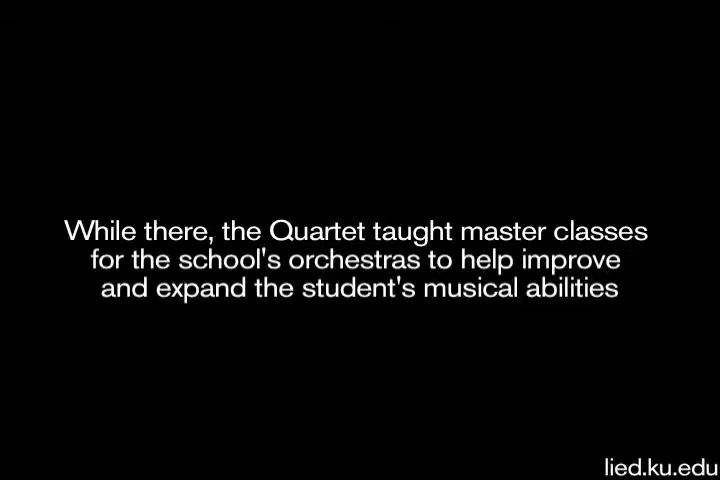 While there, the Quartet taught master classes
for the school's orchestras to help improve
and expand the student's musical abilities
lied.ku.edu